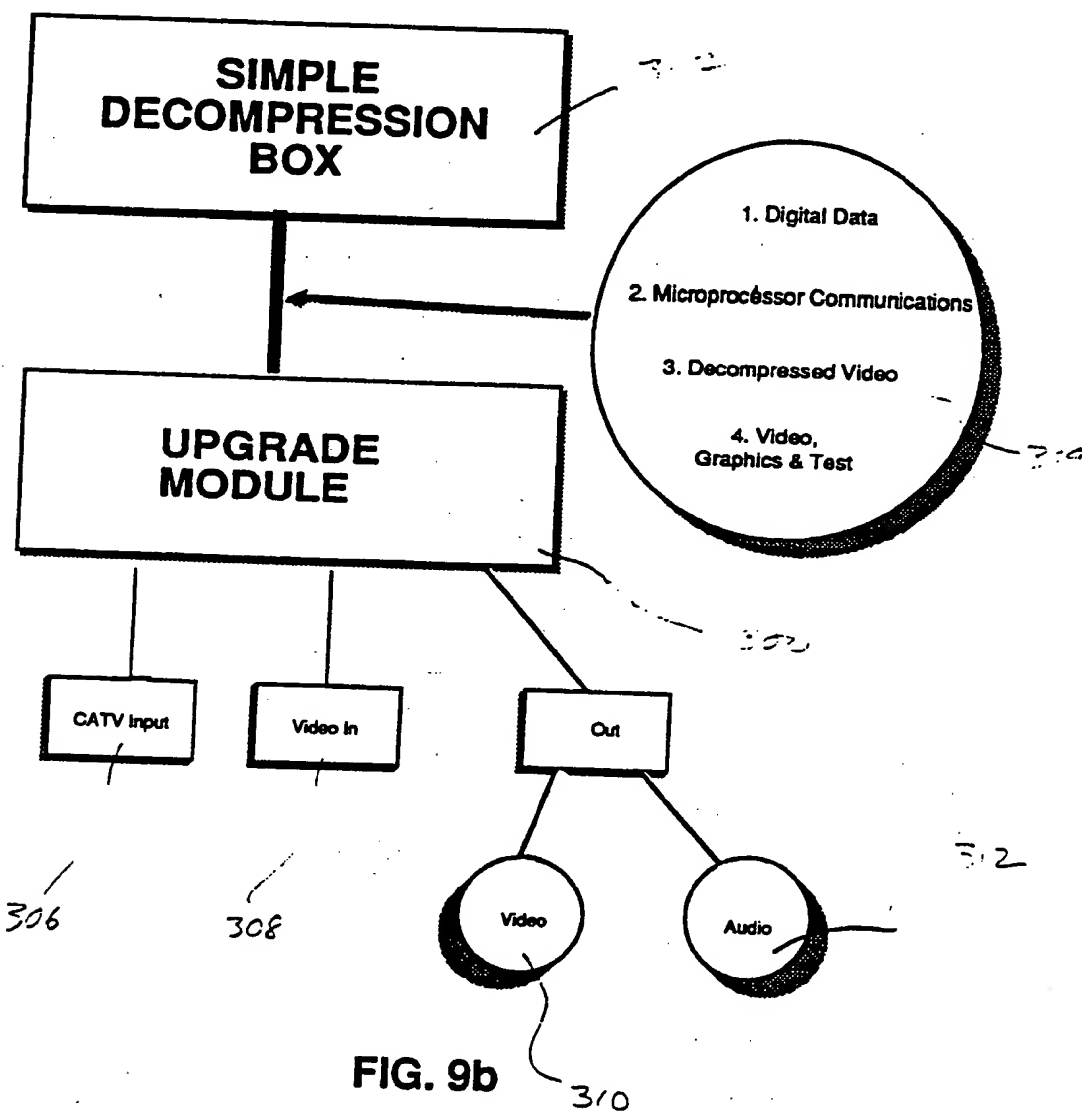 SIMPLE
DECOMPRESSION
BOX
1. Digital Data
2. Microprocessor Communications
3. Decompressed Video
4. Video,
Graphics & Test
UPGRADE
MODULE
CATV Input
Video In
Out
312
306
308
Video
Audio
310
FIG. 9b